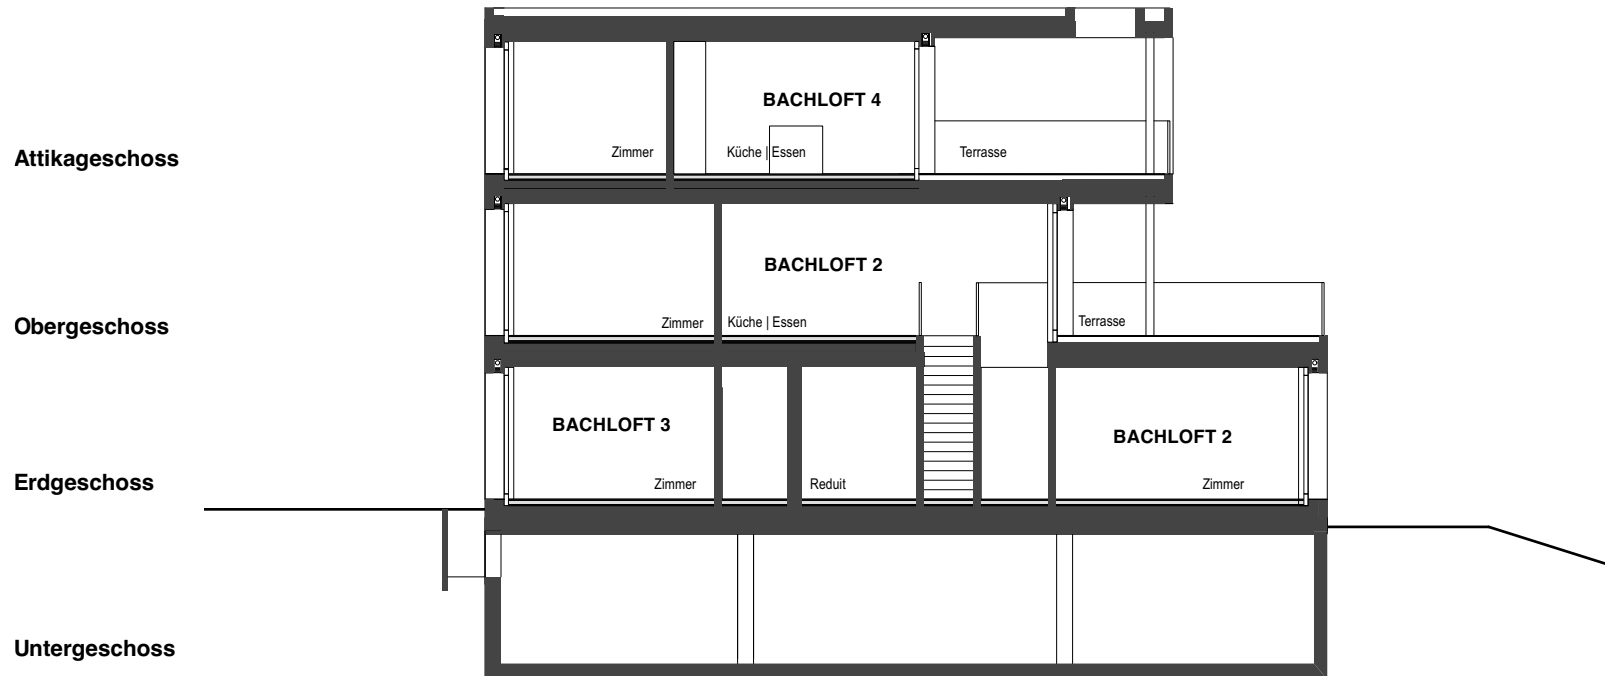 BACHLOFT 4
Attikageschoss
Zimmer
Küche | Essen
Terrasse
BACHLOFT 2
Obergeschoss
Zimmer
Küche | Essen
Terrasse
BACHLOFT 3
BACHLOFT 2
Erdgeschoss
Zimmer
Reduit
Zimmer
Untergeschoss